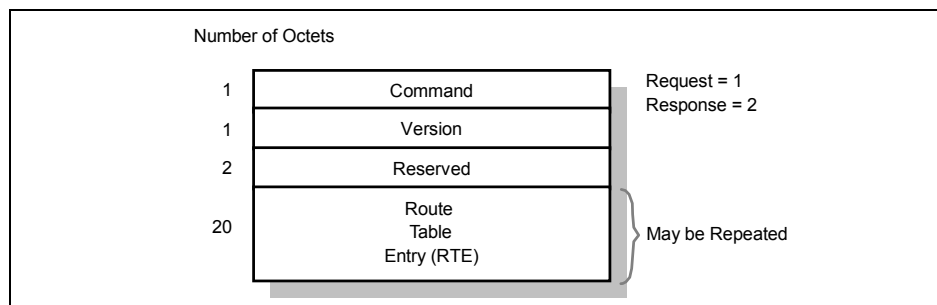 Number of Octets
1
Command
Request = 1
Response = 2
1
Version
2
Reserved
20
Route
Table
Entry (RTE)
May be Repeated